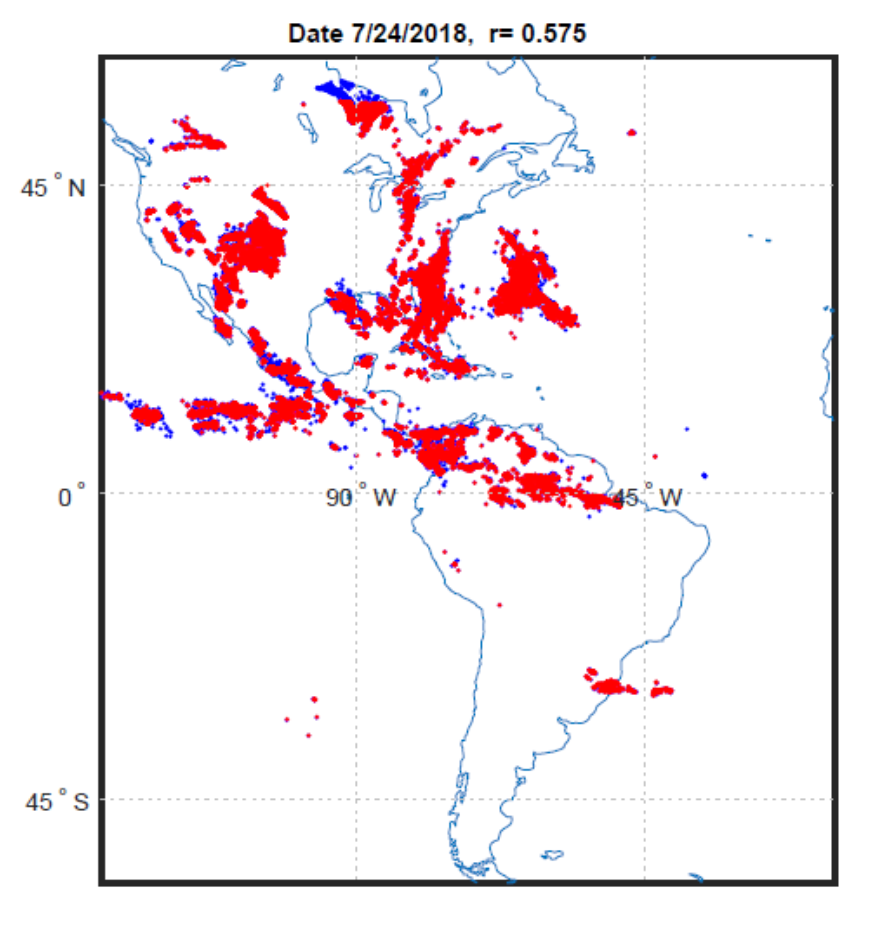 Date 7/24/2018,  r= 0.575
45° N
0°
90° W
45° W
45° S